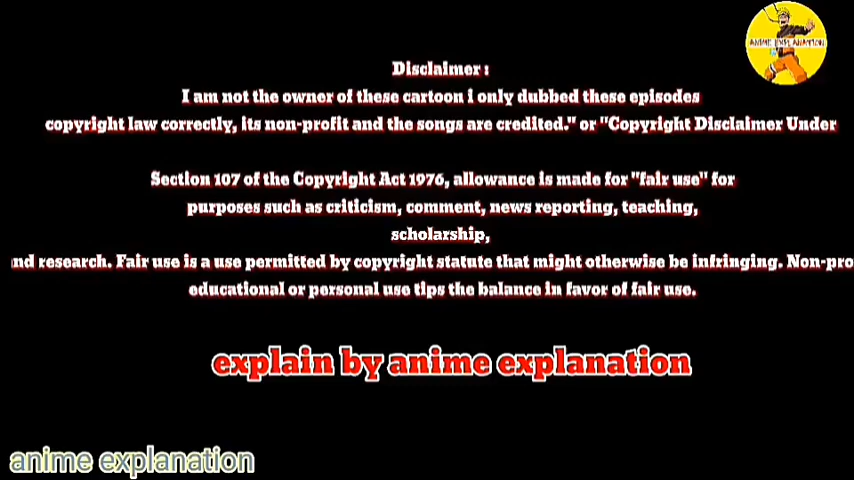 ANIME EXPLANATION
Disclaimer :
I am not the owner of these cartoon i only dubbed these episodes
copyright law correctly, its non-profit and the songs are credited." or "Copyright Disclaimer Under
Section 107 of the Copyright Act 1976, allowance is made for "fair use" for
purposes such as criticism, comment, news reporting, teaching,
scholarship,
nd research. Fair use is a use permitted by copyright statute that might otherwise be infringing. Non-pro
educational or personal use tips the balance in favor of fair use.
explain by anime explanation
anime explanation